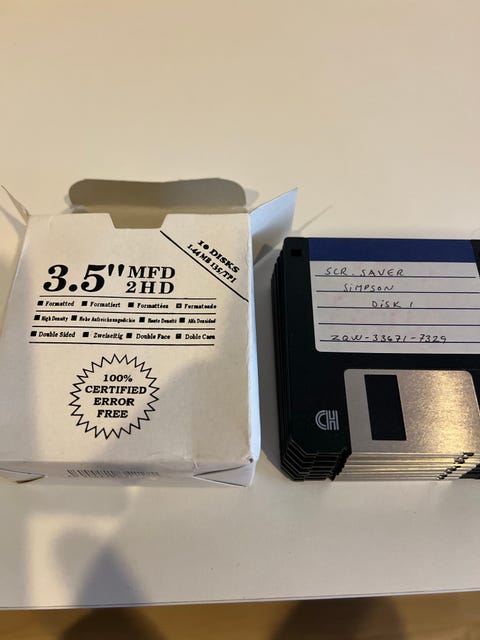 10 DISKS
1.44 MB 135/TPI
3.5" MFD
2HD
Formatted Formatiert Formattées Formateado
High Density Hohe Aufzeichnungsdichte Haute Densité Alta Densidad
Double Sided Zweiseitig Double Face Doble Cara
100%
CERTIFIED
ERROR
FREE
SCR. SAVER
SIMPSON
DISK 1
ZQW-33671-7329